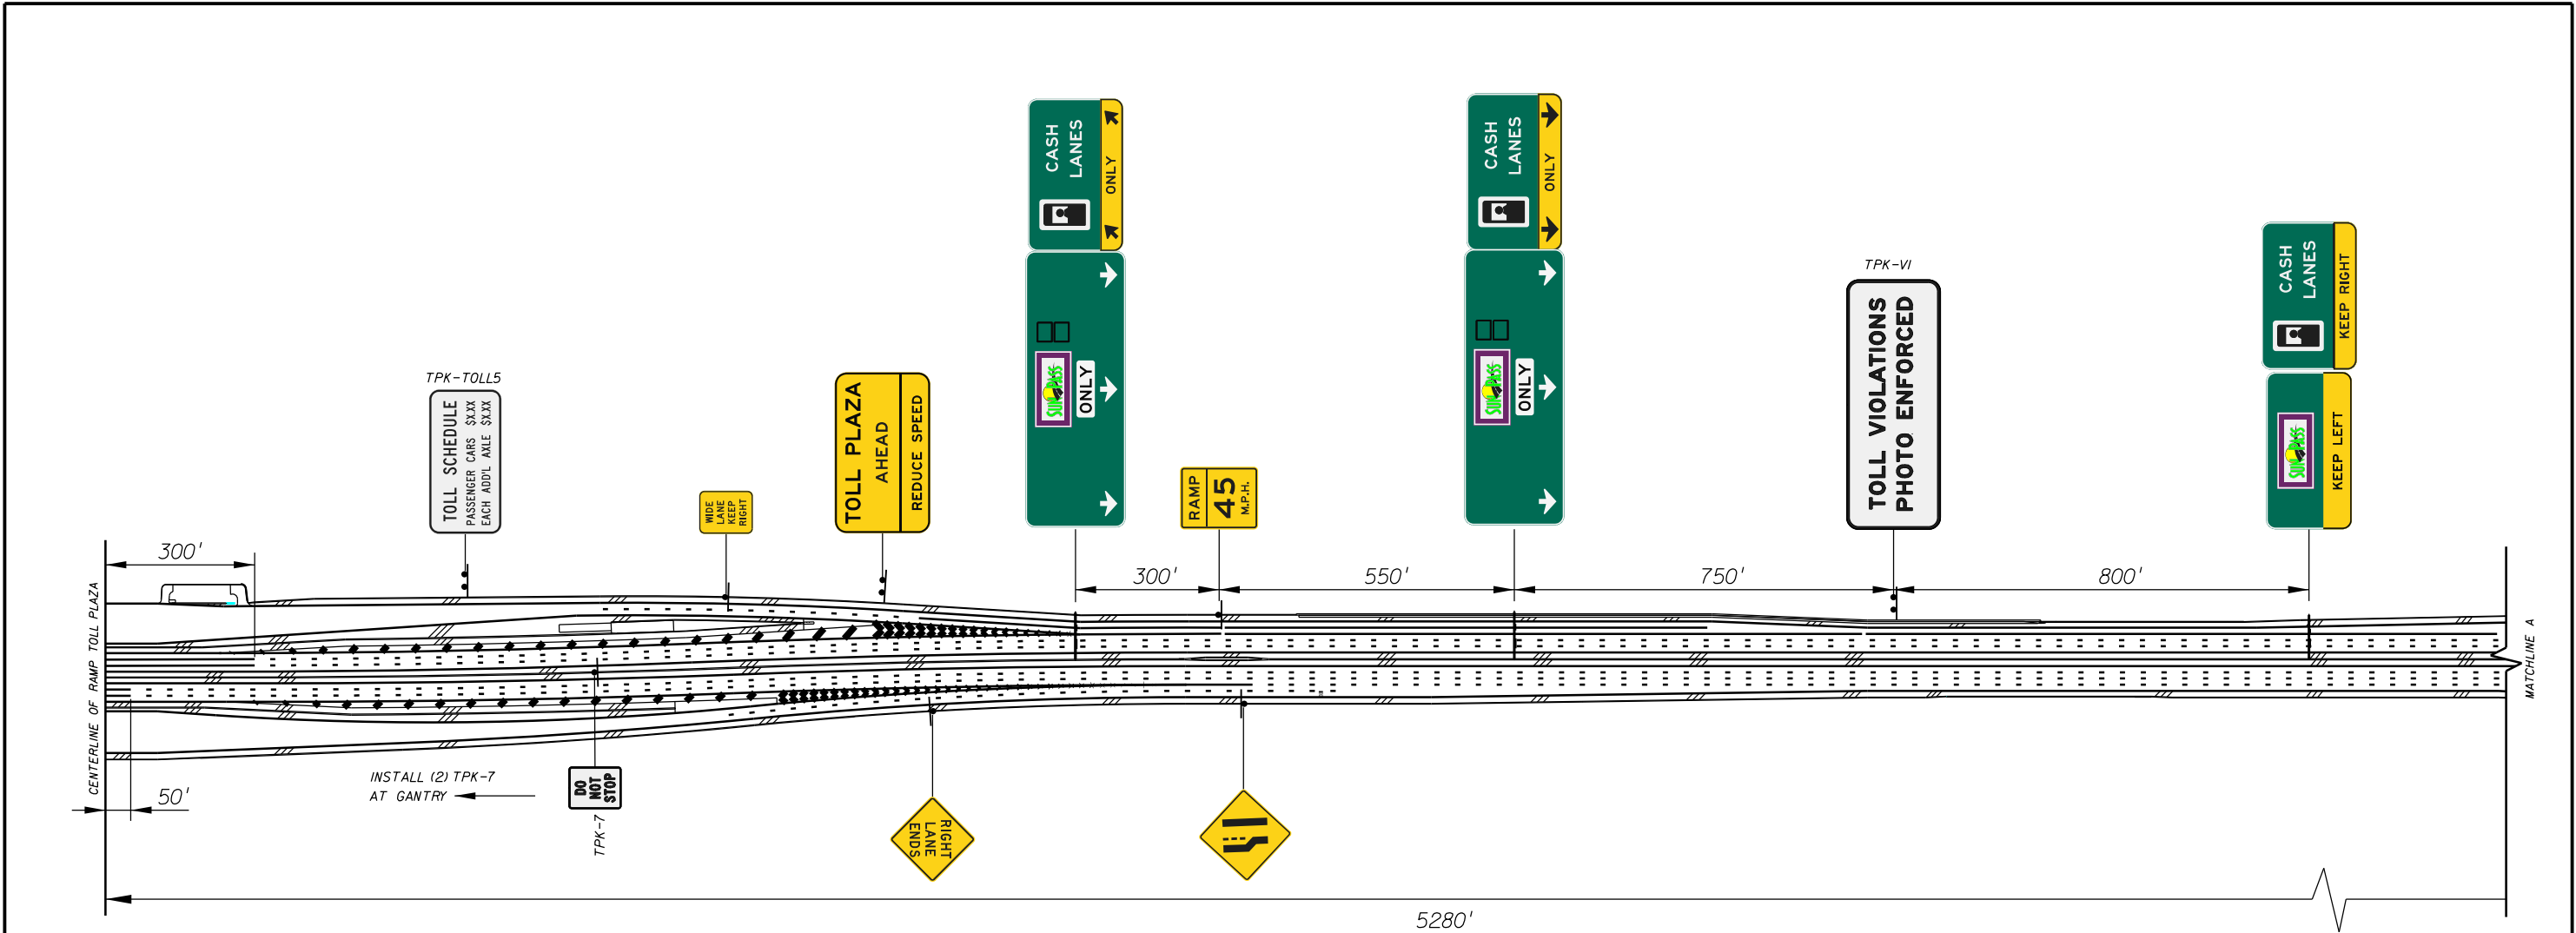 CASH
LANES
ONLY
SUNPASS
ONLY
CASH
LANES
ONLY
SUNPASS
ONLY
CASH
LANES
KEEP RIGHT
SUNPASS
KEEP LEFT
TPK-VI
TOLL VIOLATIONS
PHOTO ENFORCED
TPK-TOLL5
TOLL SCHEDULE
PASSENGER CARS $X.XX
EACH ADD'L AXLE $X.XX
WIDE
LANE
KEEP
RIGHT
TOLL PLAZA
AHEAD
REDUCE SPEED
RAMP
45
M.P.H.
300'
300'
550'
750'
800'
CENTERLINE OF RAMP TOLL PLAZA
MATCHLINE A
INSTALL (2) TPK-7
AT GANTRY
50'
DO
NOT
STOP
TPK-7
RIGHT
LANE
ENDS
5280'